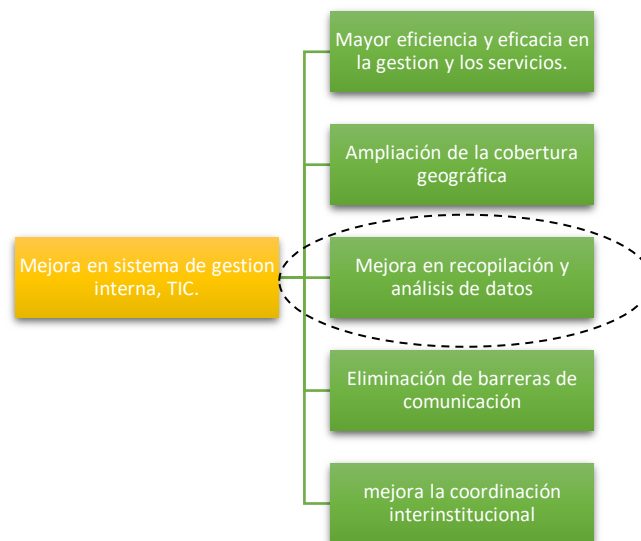 Mayor eficiencia y eficacia en
la gestion y los servicios.
Ampliación de la cobertura
geográfica
Mejora en sistema de gestion
interna, TIC.
Mejora en recopilación y
análisis de datos
Eliminación de barreras de
comunicación
mejora la coordinación
interinstitucional